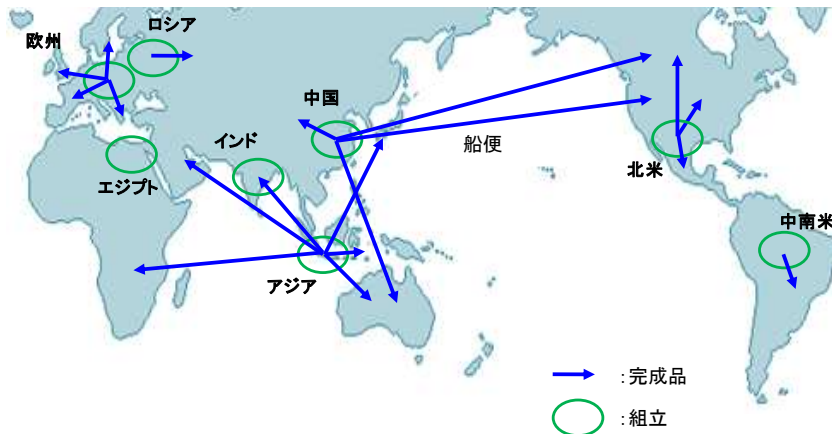 ロシア
欧州
中国
インド
船便
エジプト
北米
中南米
アジア
:完成品
:組立